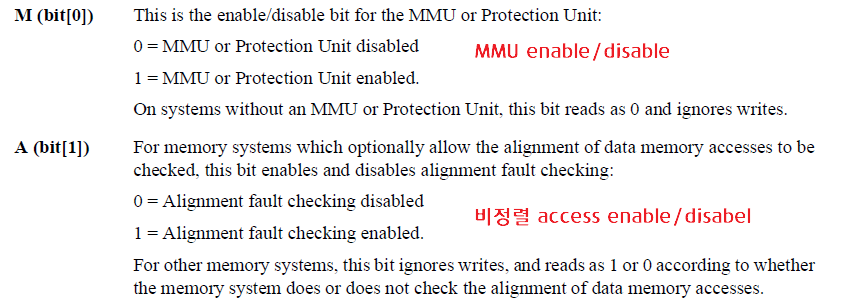 M (bit[0]) This is the enable/disable bit for the MMU or Protection Unit:
0 = MMU or Protection Unit disabled
MMU enable/disable
1 = MMU or Protection Unit enabled.
On systems without an MMU or Protection Unit, this bit reads as 0 and ignores writes.
A (bit[1]) For memory systems which optionally allow the alignment of data memory accesses to be
checked, this bit enables and disables alignment fault checking:
0 = Alignment fault checking disabled
비정렬 access enable/disabel
1 = Alignment fault checking enabled.
For other memory systems, this bit ignores writes, and reads as 1 or 0 according to whether
the memory system does or does not check the alignment of data memory accesses.